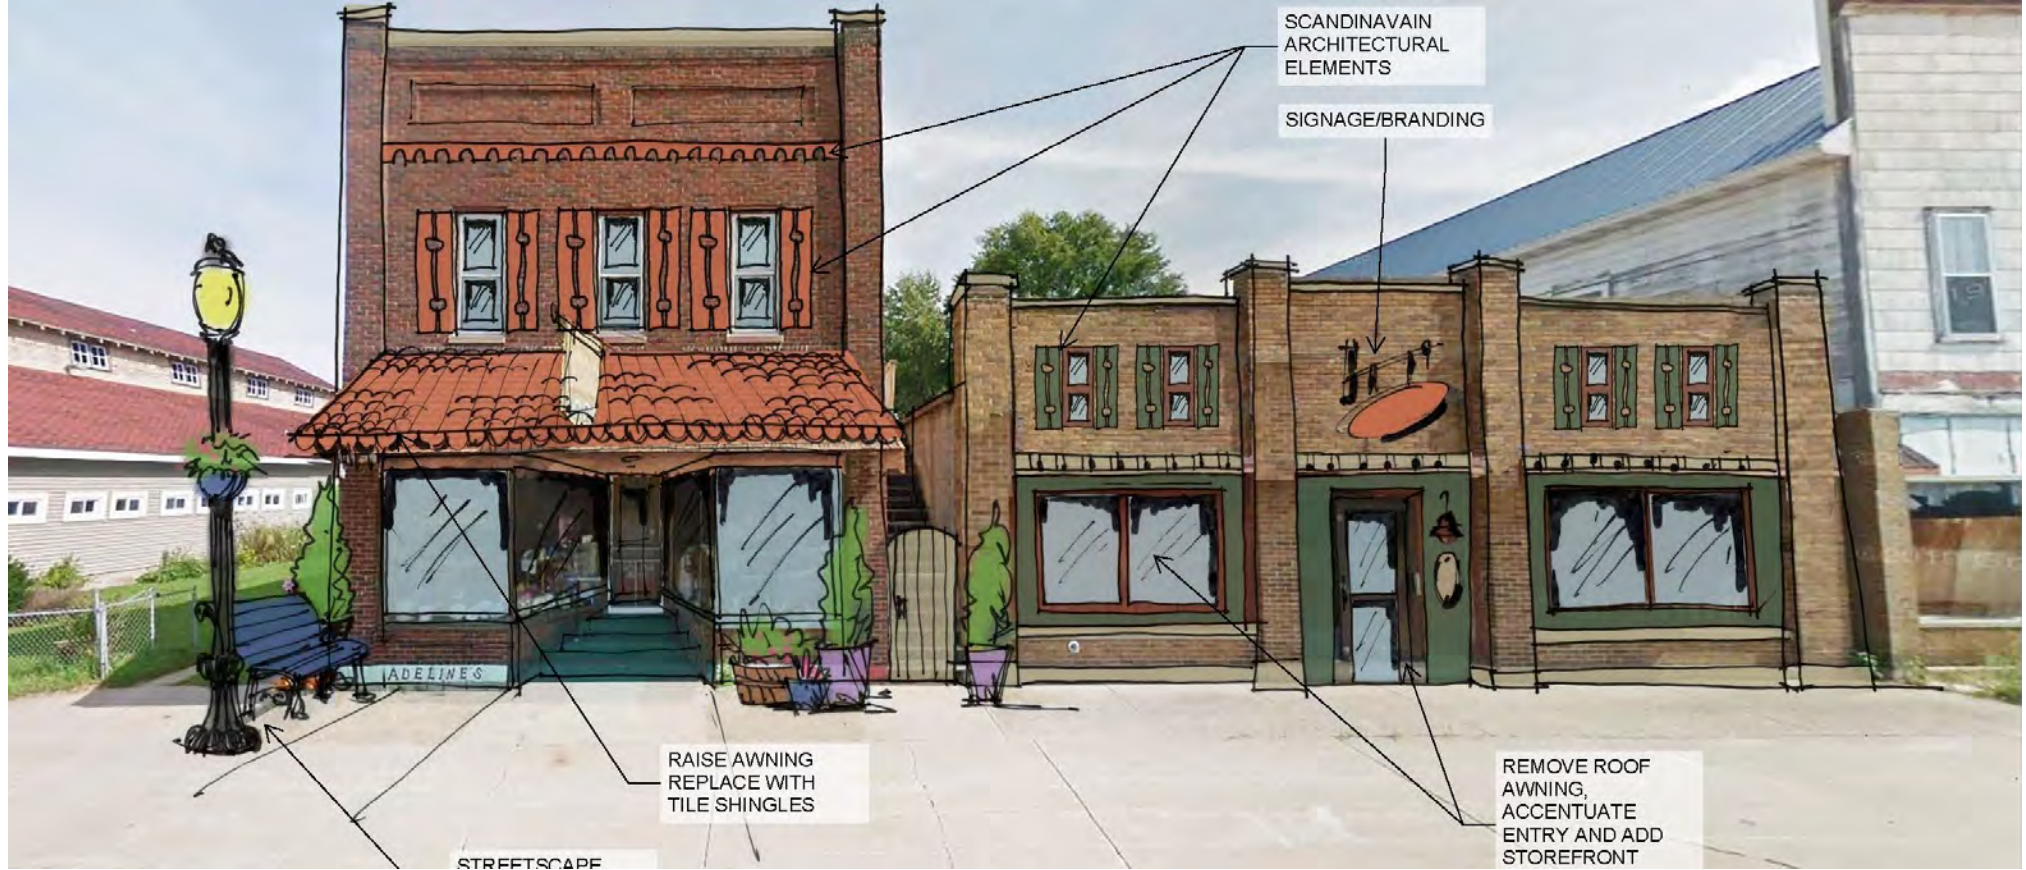 SCANDINAVAIN
ARCHITECTURAL
ELEMENTS
SIGNAGE/BRANDING
ADELINE'S
RAISE AWNING
REPLACE WITH
TILE SHINGLES
REMOVE ROOF
AWNING,
ACCENTUATE
ENTRY AND ADD
STOREFRONT
STREETSCAPE